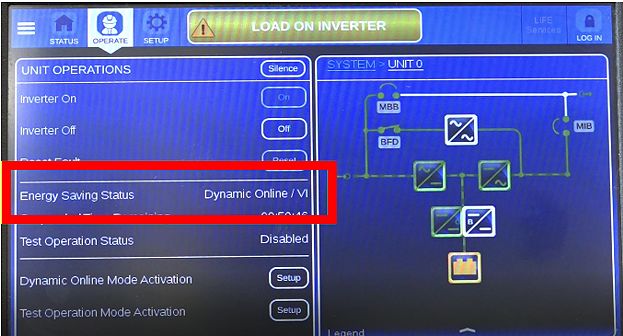 STATUS
OPERATE
SETUP
LOAD ON INVERTER
LIFE
Services
LOG IN
UNIT OPERATIONS
Silence
Inverter On
On
Inverter Off
Off
Reset Fault
Reset
Energy Saving Status
Dynamic Online / VI
00:59:46
Test Operation Status
Disabled
Dynamic Online Mode Activation
Setup
Test Operation Mode Activation
Setup
SYSTEM > UNIT 0
MBB
BFD
MIB
B
Legend